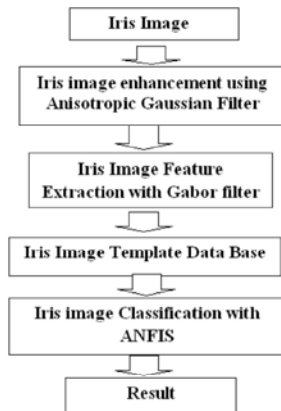 Iris Image
Iris image enhancement using
Anisotropic Gaussian Filter
Iris Image Feature
Extraction with Gabor filter
Iris Image Template Data Base
Iris image Classification with
ANFIS
Result